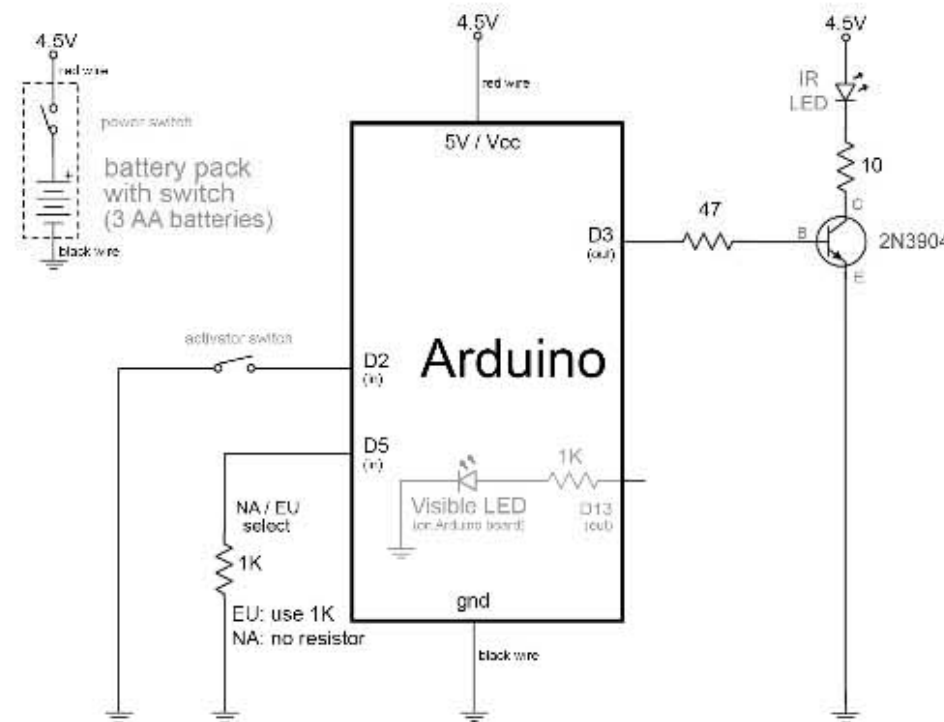 4.5V
red wire
power switch
battery pack
with switch
(3 AA batteries)
+
black wire
4.5V
red wire
5V / Vcc
D3
(out)
Arduino
D2
(in)
activator switch
D5
(in)
NA / EU
select
1K
EU: use 1K
NA: no resistor
1K
Visible LED
(on Arduino board)
D13
(out)
gnd
black wire
47
4.5V
IR
LED
10
C
B
E
2N3904